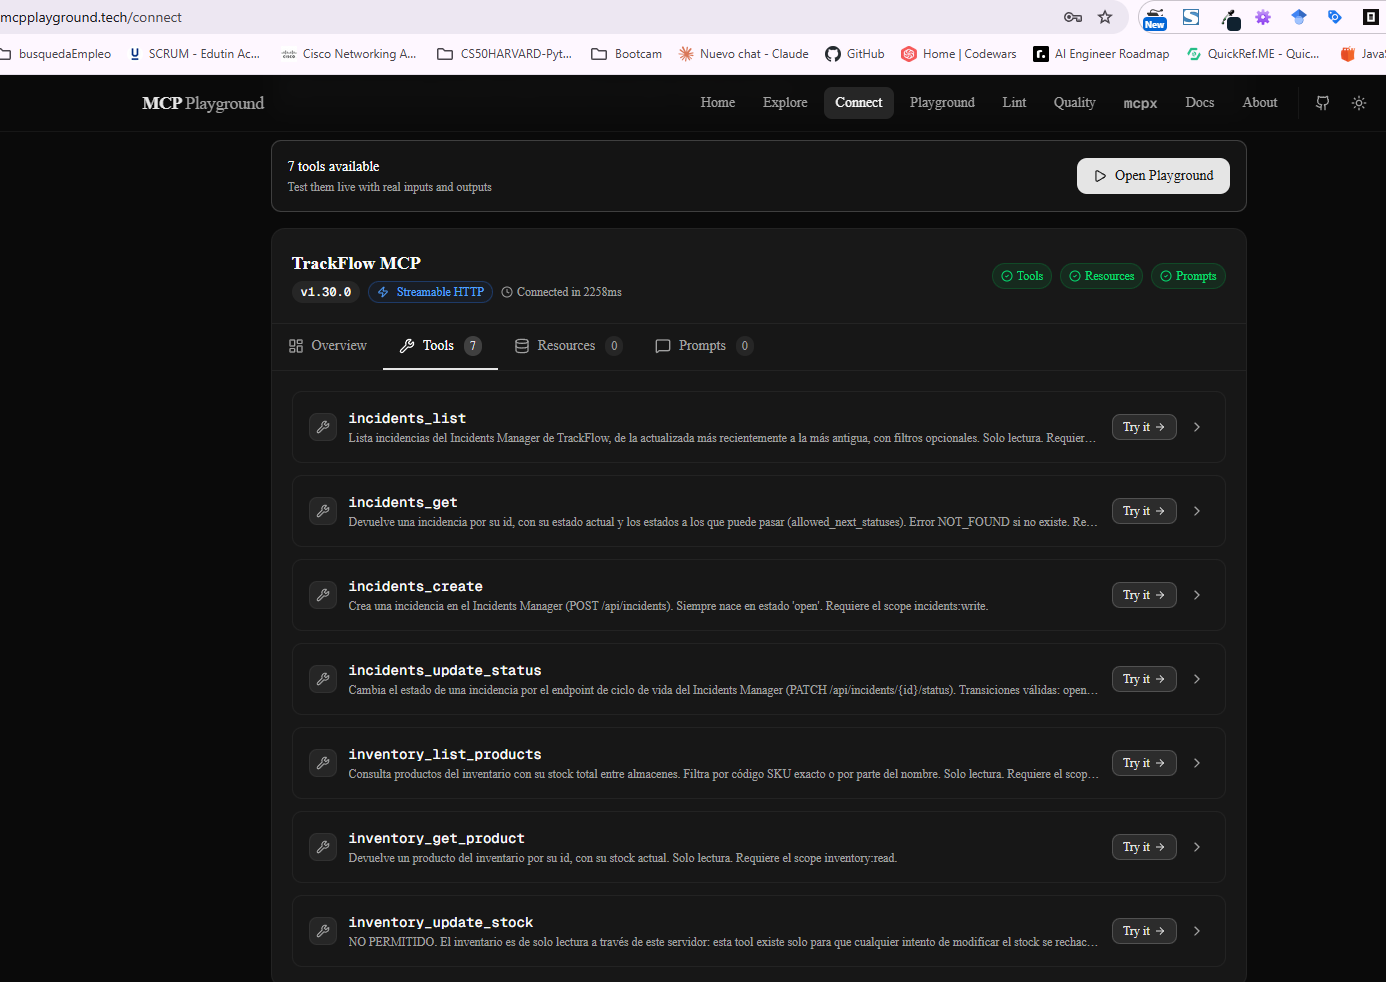 mcpplayground.tech/connect
New
busquedaEmpleo
SCRUM - Edutin Ac...
Cisco Networking A...
CS50HARVARD-Pyt...
Bootcam
Nuevo chat - Claude
GitHub
Home | Codewars
AI Engineer Roadmap
QuickRef.ME - Quic...
Java
MCP Playground
Home
Explore
Connect
Playground
Lint
Quality
mcpx
Docs
About
7 tools available
Test them live with real inputs and outputs
Open Playground
TrackFlow MCP
v1.30.0
Streamable HTTP
Connected in 2258ms
Tools
Resources
Prompts
Overview
Tools 7
Resources 0
Prompts 0
incidents_list
Lista incidencias del Incidents Manager de TrackFlow, de la actualizada más recientemente a la más antigua, con filtros opcionales. Solo lectura. Requier...
Try it →
incidents_get
Devuelve una incidencia por su id, con su estado actual y los estados a los que puede pasar (allowed_next_statuses). Error NOT_FOUND si no existe. Re...
Try it →
incidents_create
Crea una incidencia en el Incidents Manager (POST /api/incidents). Siempre nace en estado 'open'. Requiere el scope incidents:write.
Try it →
incidents_update_status
Cambia el estado de una incidencia por el endpoint de ciclo de vida del Incidents Manager (PATCH /api/incidents/{id}/status). Transiciones válidas: open...
Try it →
inventory_list_products
Consulta productos del inventario con su stock total entre almacenes. Filtra por código SKU exacto o por parte del nombre. Solo lectura. Requiere el scop...
Try it →
inventory_get_product
Devuelve un producto del inventario por su id, con su stock actual. Solo lectura. Requiere el scope inventory:read.
Try it →
inventory_update_stock
NO PERMITIDO. El inventario es de solo lectura a través de este servidor: esta tool existe solo para que cualquier intento de modificar el stock se rechac...
Try it →